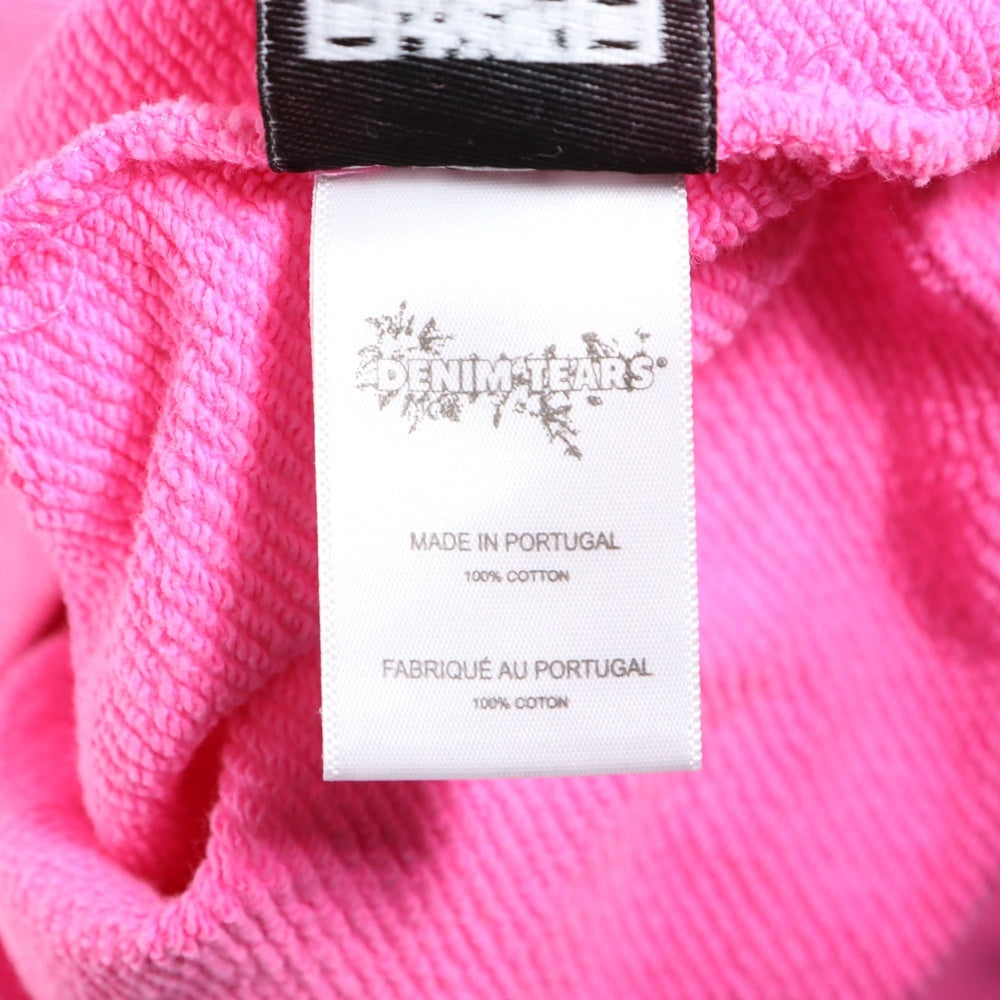 DENIM TEARS®
MADE IN PORTUGAL
100% COTTON
FABRIQUÉ AU PORTUGAL
100% COTON